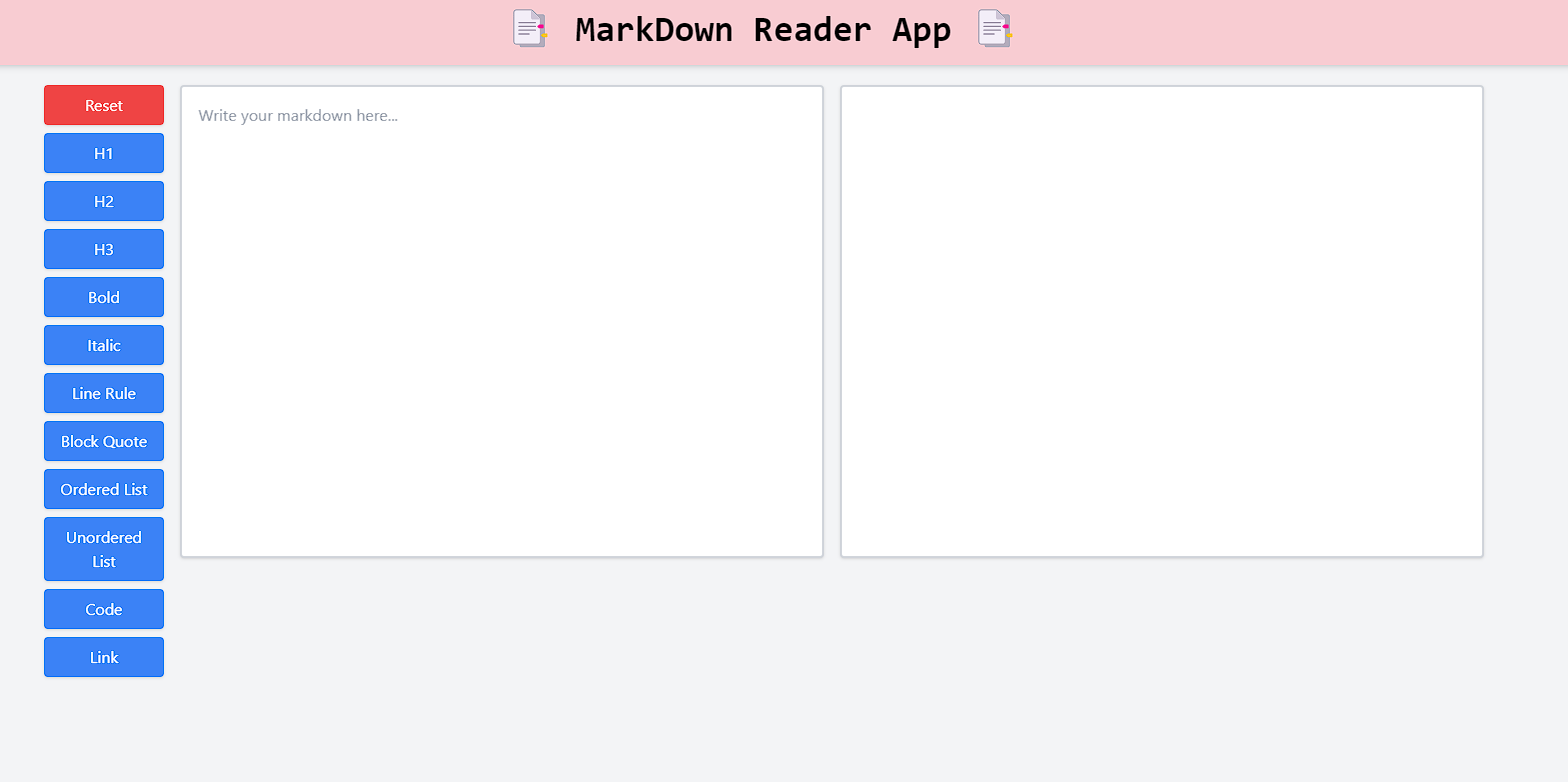 MarkDown Reader App
Reset
H1
H2
H3
Bold
Italic
Line Rule
Block Quote
Ordered List
Unordered
List
Code
Link
Write your markdown here...